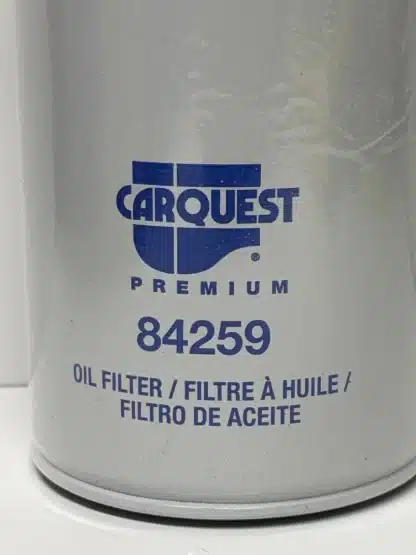 CARQUEST
®
PREMIUM
84259
OIL FILTER / FILTRE À HUILE /
FILTRO DE ACEITE